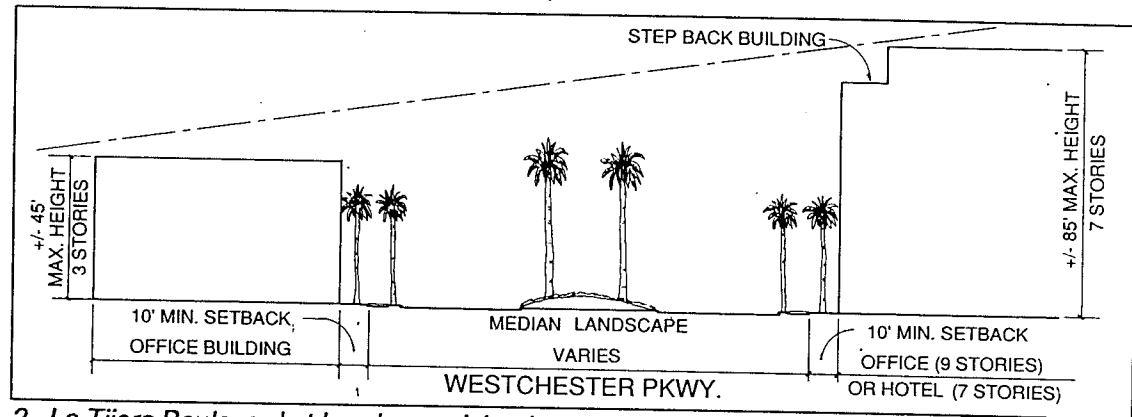 STEP BACK BUILDING
+/- 45'
MAX. HEIGHT
3 STORIES
+/- 85' MAX. HEIGHT
7 STORIES
10' MIN. SETBACK
OFFICE BUILDING
MEDIAN LANDSCAPE
VARIES
WESTCHESTER PKWY.
10' MIN. SETBACK
OFFICE (9 STORIES)
OR HOTEL (7 STORIES)